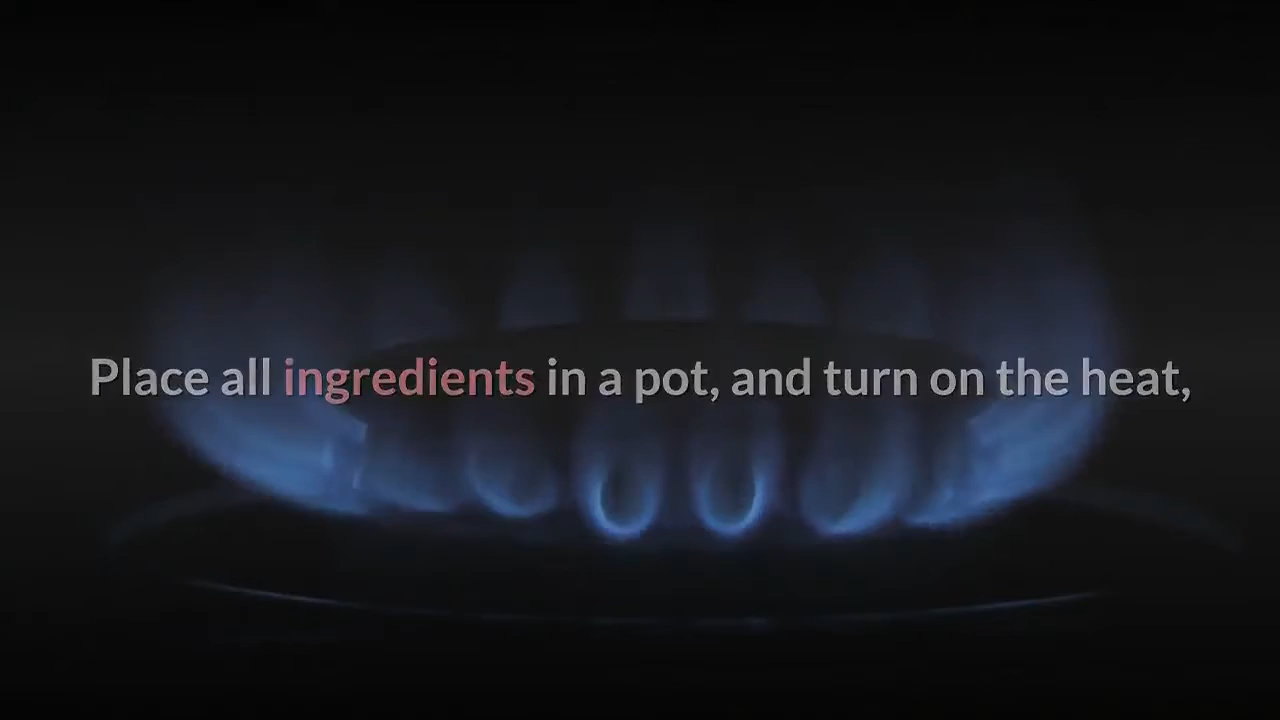 Place all ingredients in a pot, and turn on the heat,